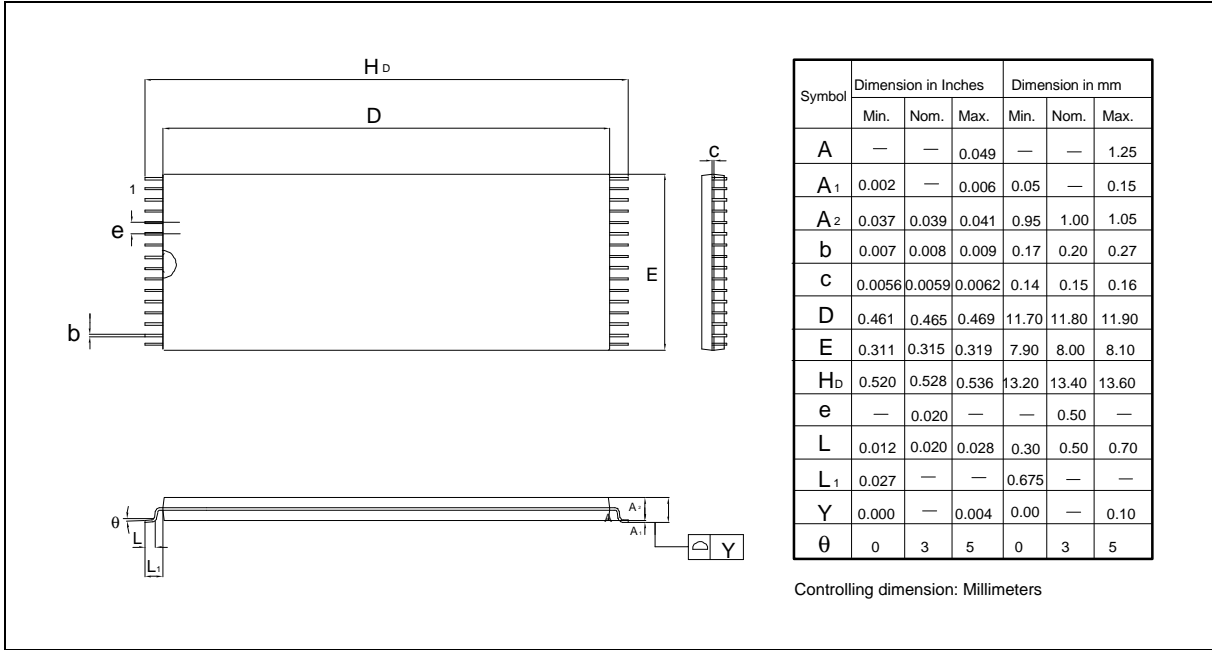 H D
D
1
e
b
E
c
θ
L
L1
A2
A
A1
Y
Symbol Dimension in Inches Dimension in mm
Min. Nom. Max. Min. Nom. Max.
A — — 0.049 — — 1.25
A1 0.002 — 0.006 0.05 — 0.15
A2 0.037 0.039 0.041 0.95 1.00 1.05
b 0.007 0.008 0.009 0.17 0.20 0.27
c 0.0056 0.0059 0.0062 0.14 0.15 0.16
D 0.461 0.465 0.469 11.70 11.80 11.90
E 0.311 0.315 0.319 7.90 8.00 8.10
HD 0.520 0.528 0.536 13.20 13.40 13.60
e — 0.020 — — 0.50 —
L 0.012 0.020 0.028 0.30 0.50 0.70
L1 0.027 — — 0.675 — —
Y 0.000 — 0.004 0.00 — 0.10
θ 0 3 5 0 3 5
Controlling dimension: Millimeters